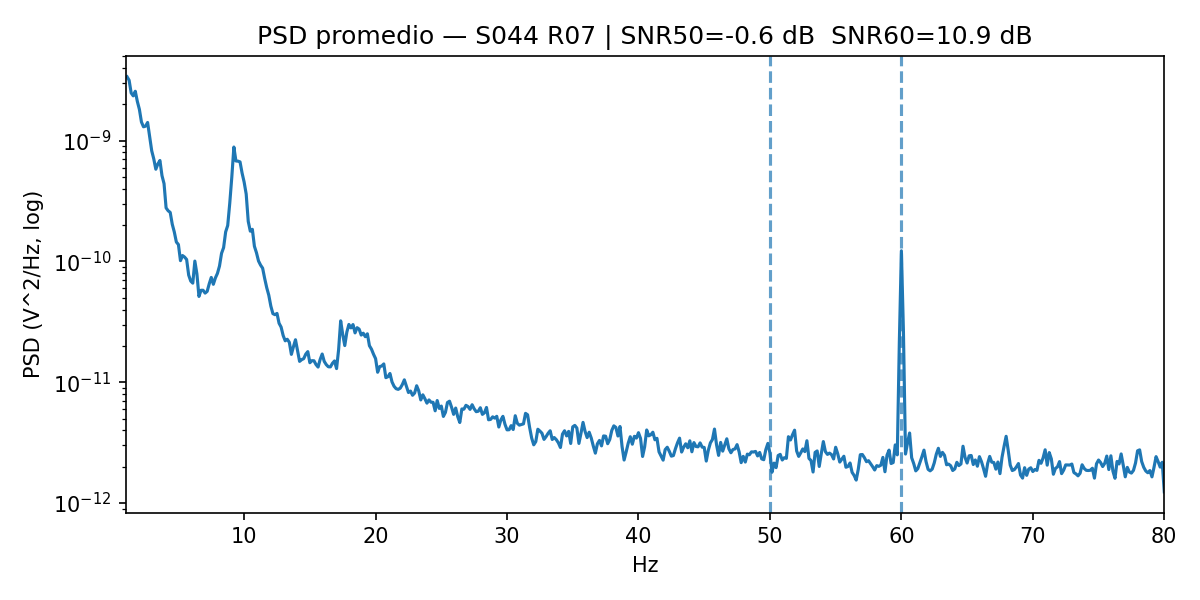 PSD promedio — S044 R07 | SNR50=-0.6 dB  SNR60=10.9 dB
PSD (V^2/Hz, log)
10⁻⁹
10⁻¹⁰
10⁻¹¹
10⁻¹²
10 20 30 40 50 60 70 80
Hz